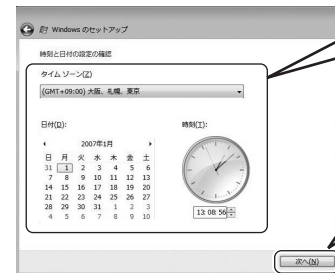 Windows のセットアップ
時刻と日付の設定の確認
タイム ゾーン(Z)
(GMT+09:00) 大阪、札幌、東京
日付(D):
時刻(T):
2007年1月
日 月 火 水 木 金 土
31 1 2 3 4 5 6
7 8 9 10 11 12 13
14 15 16 17 18 19 20
21 22 23 24 25 26 27
28 29 30 31 1 2 3
4 5 6 7 8 9 10
13:08:56
次へ(N)